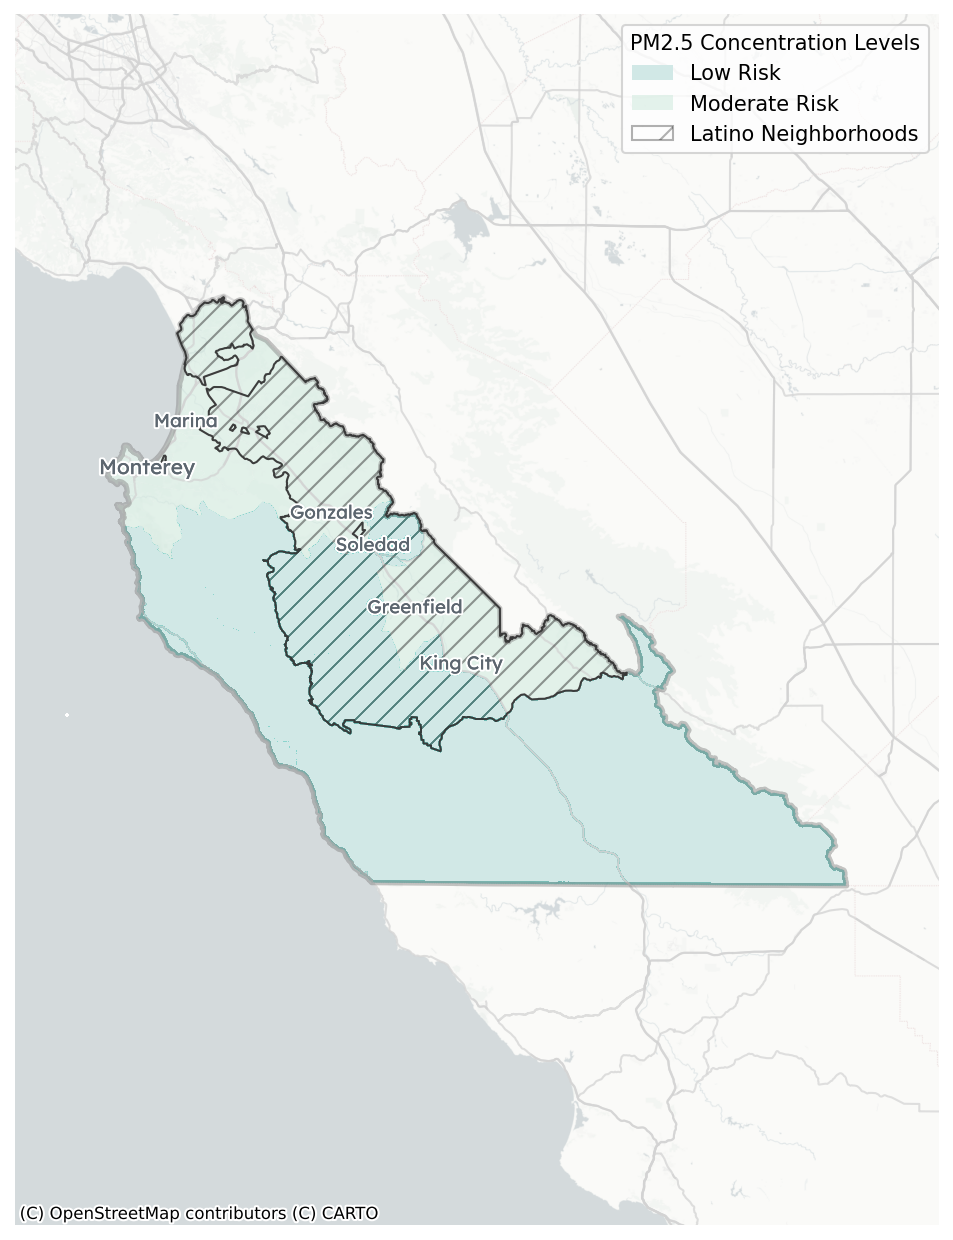 PM2.5 Concentration Levels
Low Risk
Moderate Risk
Latino Neighborhoods
Marina
Monterey
Gonzales
Soledad
Greenfield
King City
(C) OpenStreetMap contributors (C) CARTO